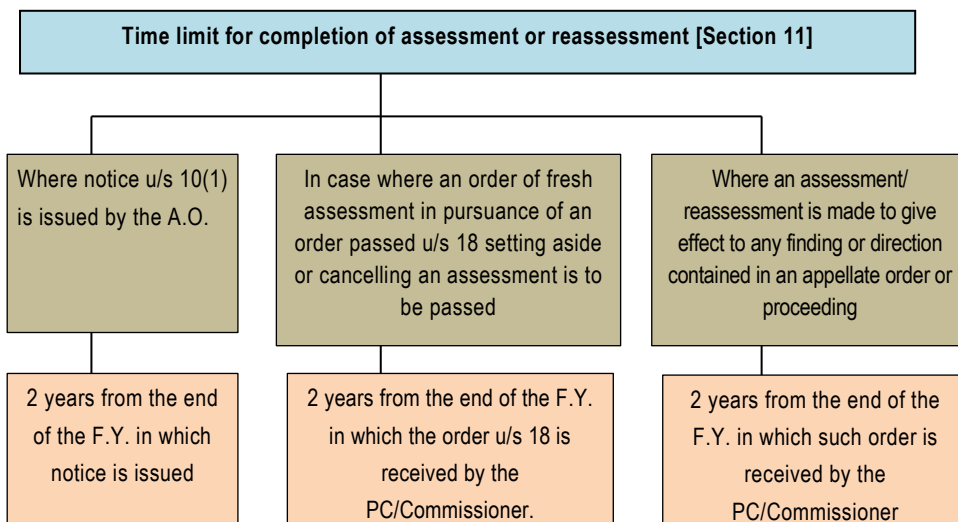 Time limit for completion of assessment or reassessment [Section 11]
Where notice u/s 10(1)
is issued by the A.O.
In case where an order of fresh
assessment in pursuance of an
order passed u/s 18 setting aside
or cancelling an assessment is to
be passed
Where an assessment/
reassessment is made to give
effect to any finding or direction
contained in an appellate order or
proceeding
2 years from the end
of the F.Y. in which
notice is issued
2 years from the end of the F.Y.
in which the order u/s 18 is
received by the
PC/Commissioner.
2 years from the end of the
F.Y. in which such order is
received by the
PC/Commissioner